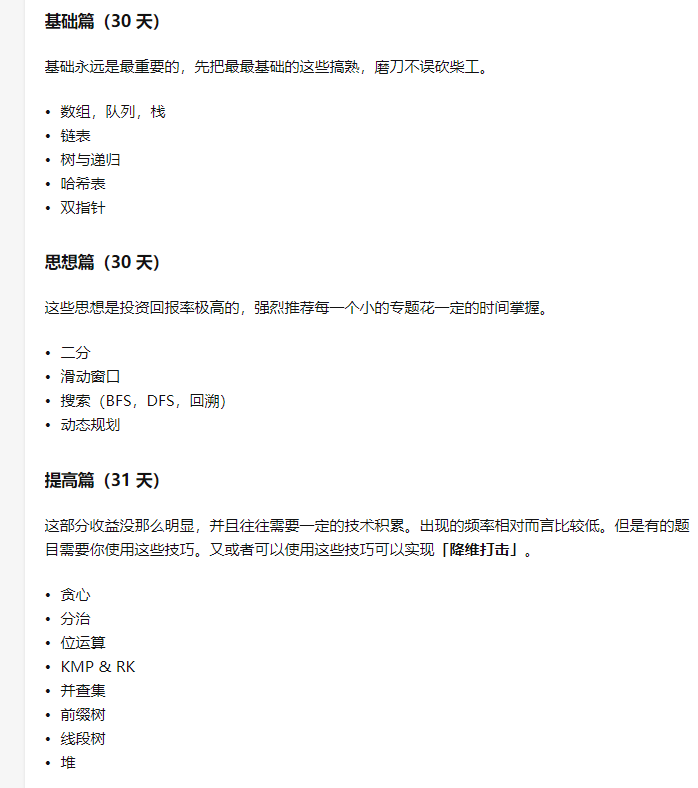 基础篇（30 天）
基础永远是最重要的，先把最最基础的这些搞熟，磨刀不误砍柴工。
• 数组，队列，栈
• 链表
• 树与递归
• 哈希表
• 双指针
思想篇（30 天）
这些思想是投资回报率极高的，强烈推荐每一个小的专题花一定的时间掌握。
• 二分
• 滑动窗口
• 搜索（BFS，DFS，回溯）
• 动态规划
提高篇（31 天）
这部分收益没那么明显，并且往往需要一定的技术积累。出现的频率相对而言比较低。但是有的题
目需要你使用这些技巧。又或者可以使用这些技巧可以实现「降维打击」。
• 贪心
• 分治
• 位运算
• KMP & RK
• 并查集
• 前缀树
• 线段树
• 堆